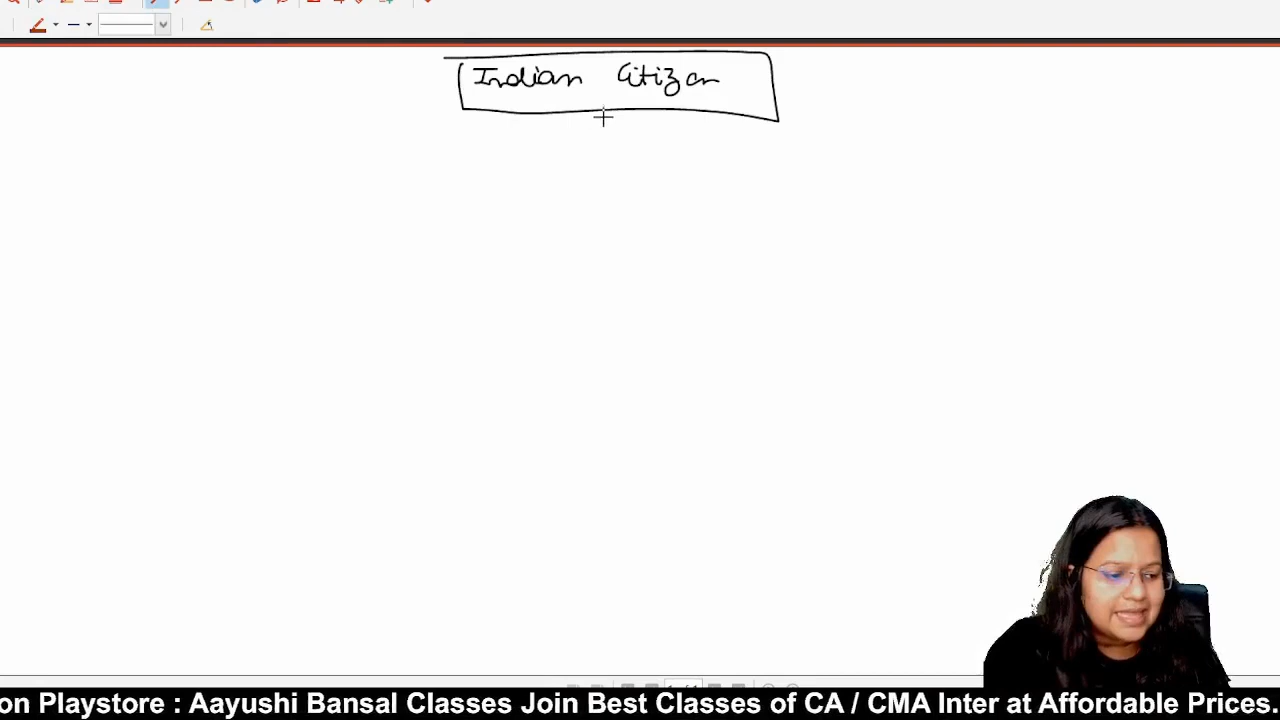 Indian Citizen
on Playstore : Aayushi Bansal Classes Join Best Classes of CA / CMA Inter at Affordable Prices.